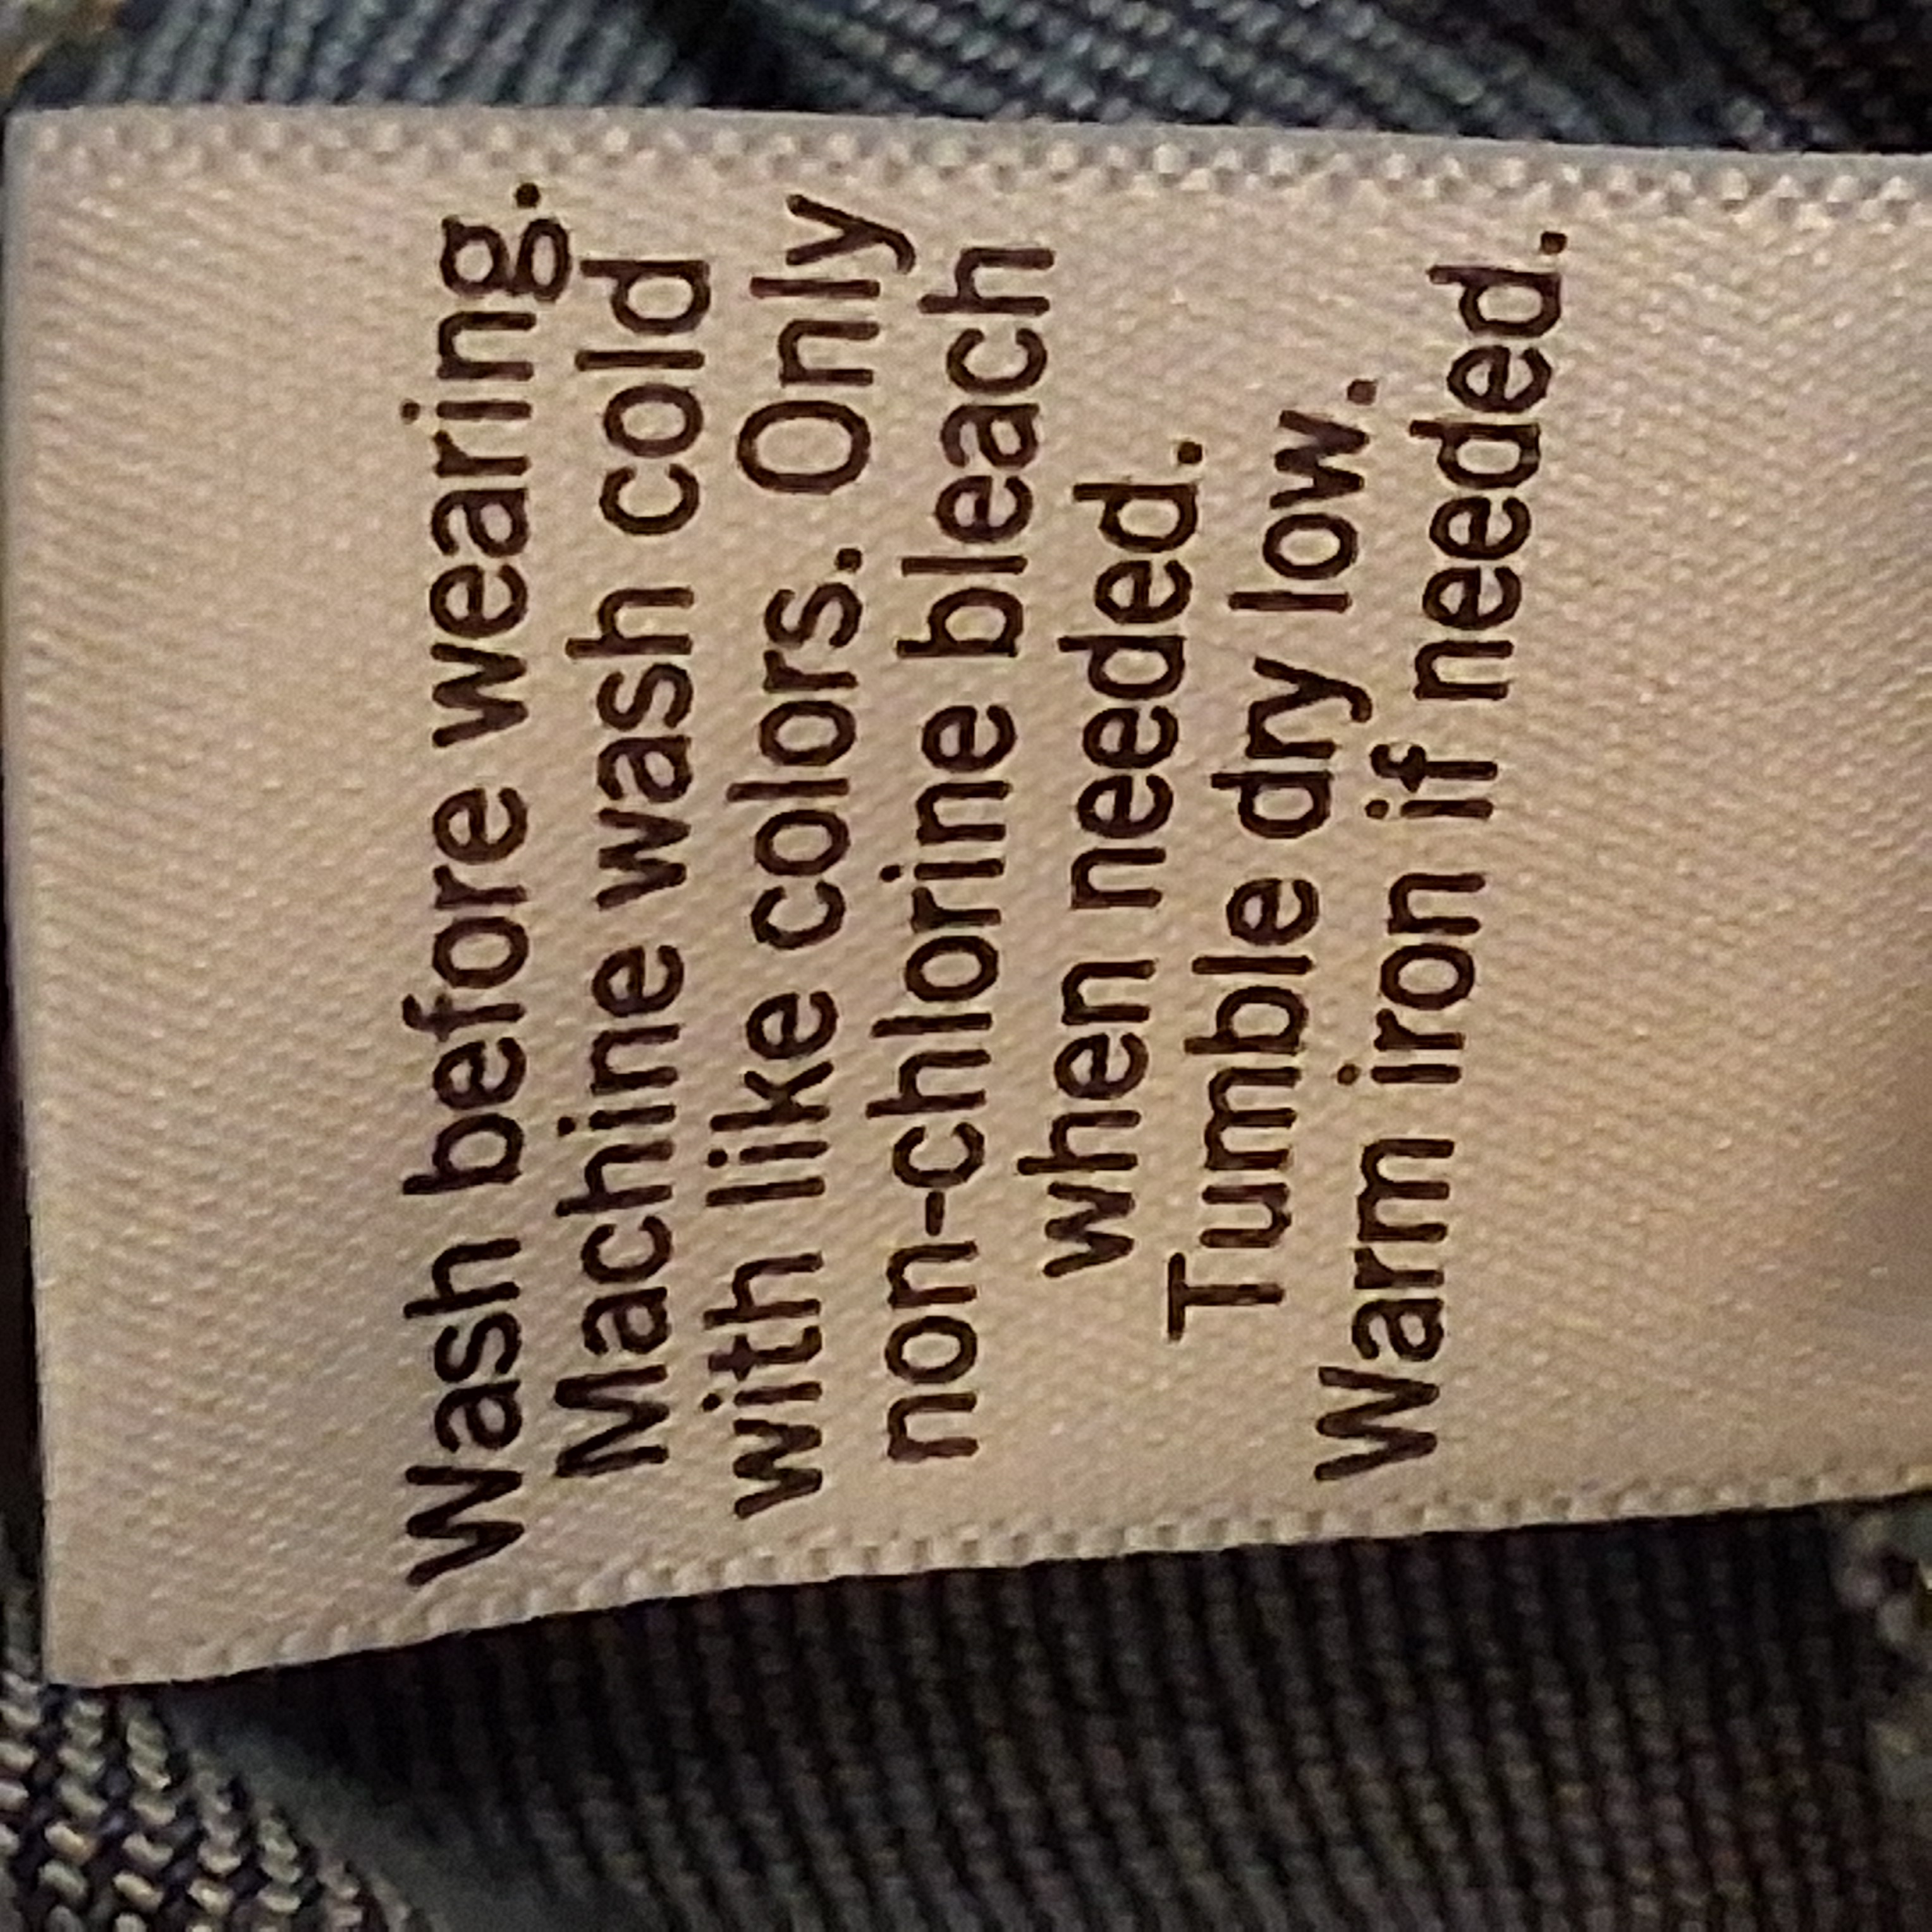 Wash before wearing.
Machine wash cold
with like colors. Only
non-chlorine bleach
when needed.
Tumble dry low.
Warm iron if needed.